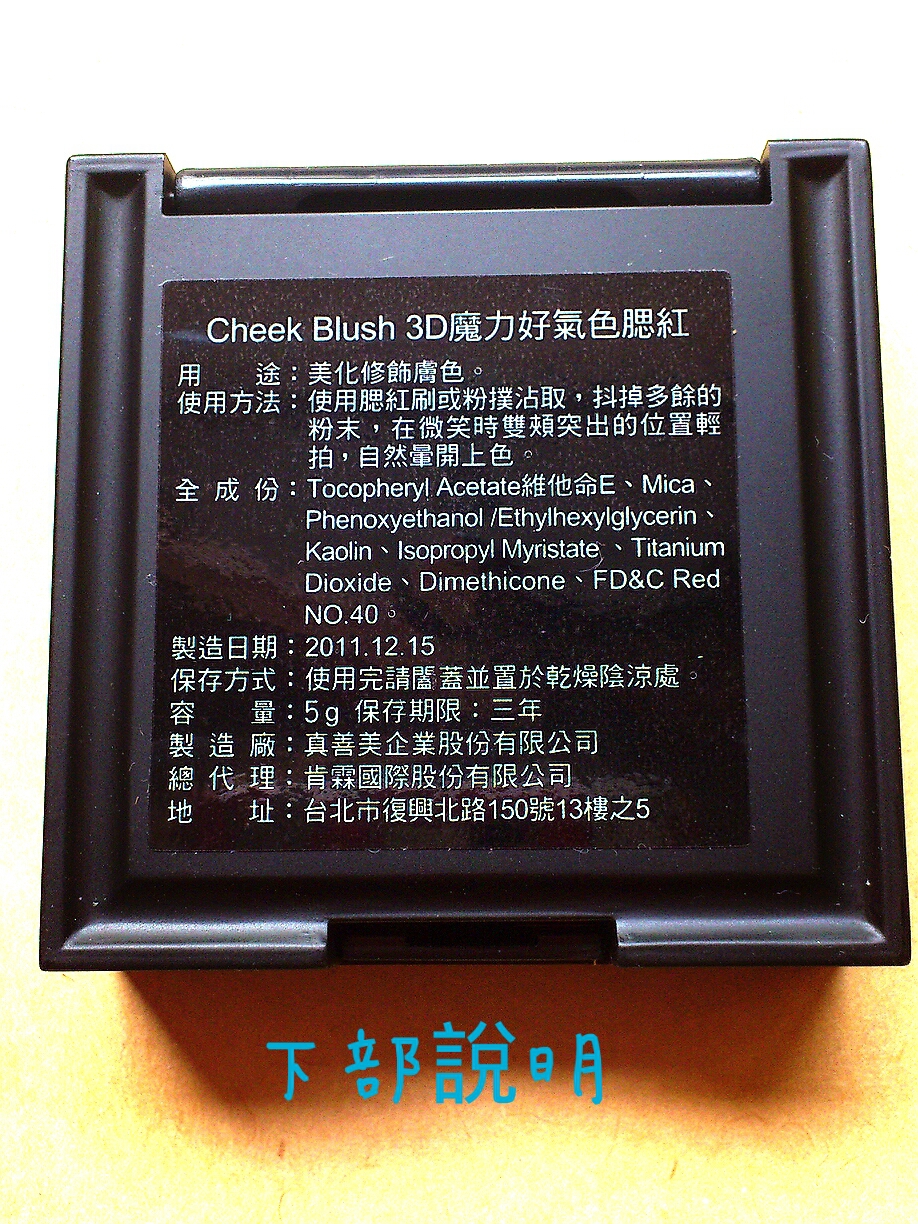 Cheek Blush 3D魔力好氣色腮紅
用途：美化修飾膚色。
使用方法：使用腮紅刷或粉撲沾取，抖掉多餘的
粉末，在微笑時雙頰突出的位置輕
拍，自然暈開上色。
全成份：Tocopheryl Acetate維他命E、Mica、
Phenoxyethanol /Ethylhexylglycerin、
Kaolin、Isopropyl Myristate 、Titanium
Dioxide、Dimethicone、FD&C Red
NO.40。
製造日期：2011.12.15
保存方式：使用完請闔蓋並置於乾燥陰涼處。
容量：5g 保存期限：三年
製造廠：真善美企業股份有限公司
總代理：肯霖國際股份有限公司
地址：台北市復興北路150號13樓之5
下部說明